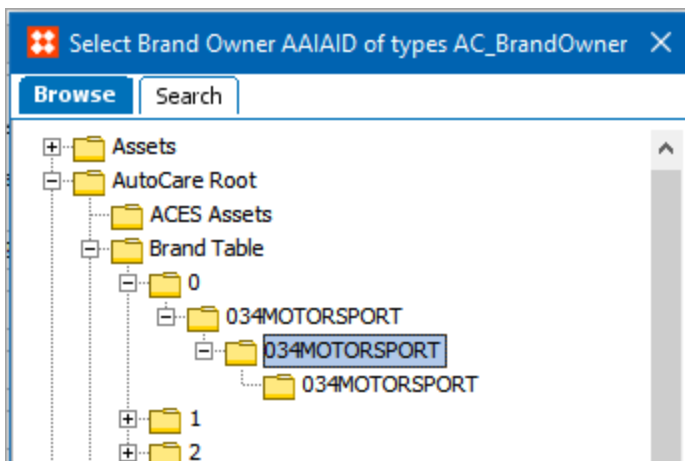 Select Brand Owner AAIAID of types AC_BrandOwner
Browse
Search
Assets
AutoCare Root
ACES Assets
Brand Table
0
034MOTORSPORT
034MOTORSPORT
034MOTORSPORT
1
2